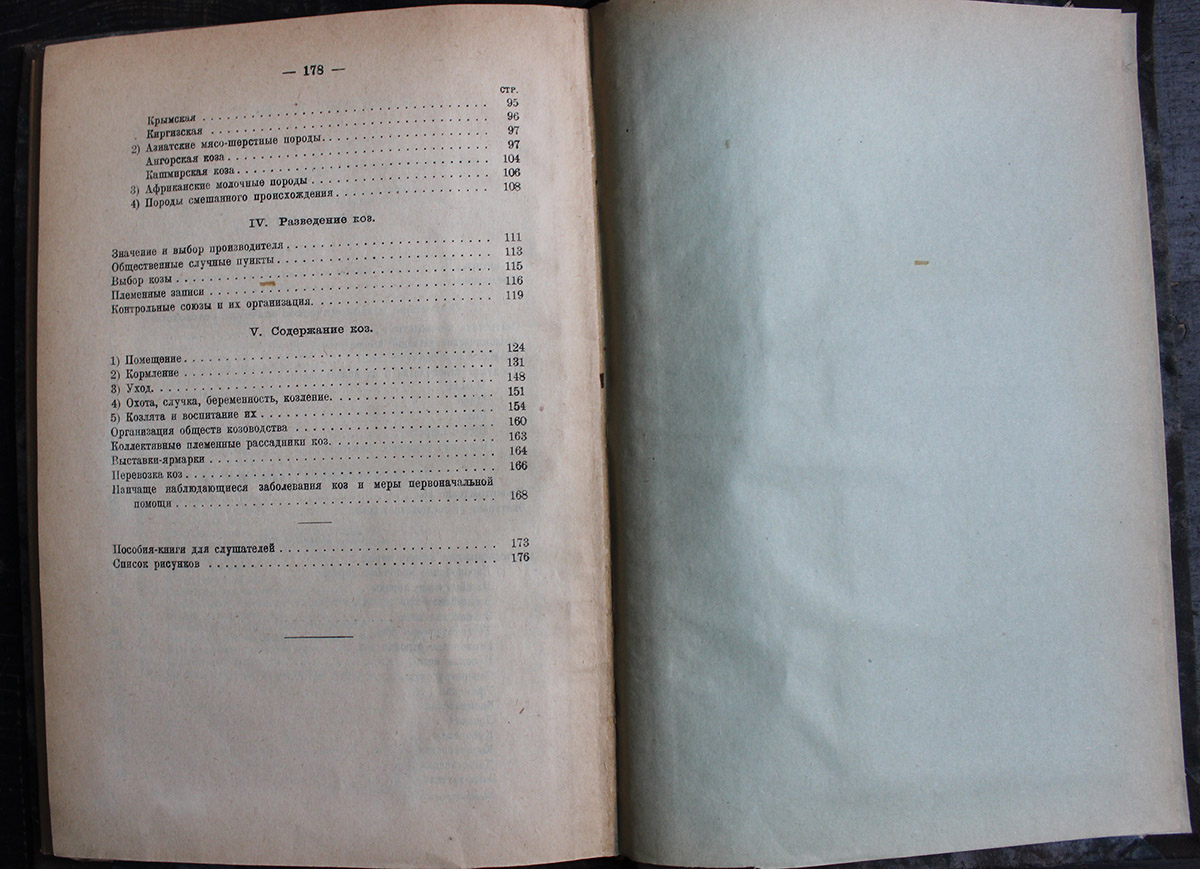 — 178 —
СТР.
Крымская . . . . . . . . . . 95
Киргизская . . . . . . . . . . 96
2) Азиатские мясо-шерстные породы. . . . . . . . . . 97
Ангорская коза . . . . . . . . . . 97
Кашмирская коза . . . . . . . . . . 104
3) Африканские молочные породы . . . . . . . . . . 106
4) Породы смешанного происхождения . . . . . . . . . . 108
IV. Разведение коз.
Значение и выбор производителя . . . . . . . . . . 111
Общественные случные пункты . . . . . . . . . . 113
Выбор козы . . . . . . . . . . 115
Племенные записи . . . . . . . . . . 116
Контрольные союзы и их организация. . . . . . . . . . 119
V. Содержание коз.
1) Помещение . . . . . . . . . . 124
2) Кормление . . . . . . . . . . 131
3) Уход. . . . . . . . . . 148
4) Охота, случка, беременность, козление. . . . . . . . . . 151
5) Козлята и воспитание их . . . . . . . . . . 154
Организация обществ козоводства . . . . . . . . . . 160
Коллективные племенные рассадники коз. . . . . . . . . . 163
Выставки-ярмарки . . . . . . . . . . 164
Перевозка коз . . . . . . . . . . 166
Наичаще наблюдающиеся заболевания коз и меры первоначальной
помощи . . . . . . . . . . 168
Пособия-книги для слушателей . . . . . . . . . . 173
Список рисунков . . . . . . . . . . 176